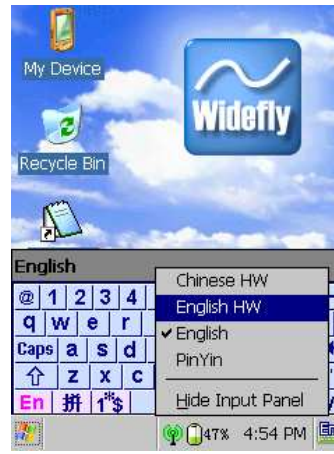 My Device
Widefly
Recycle Bin
English
@ 1 2 3 4
q w e r
Caps a s d
z x c
En 拼 1*$
Chinese HW
English HW
✓ English
PinYin
Hide Input Panel
47% 4:54 PM